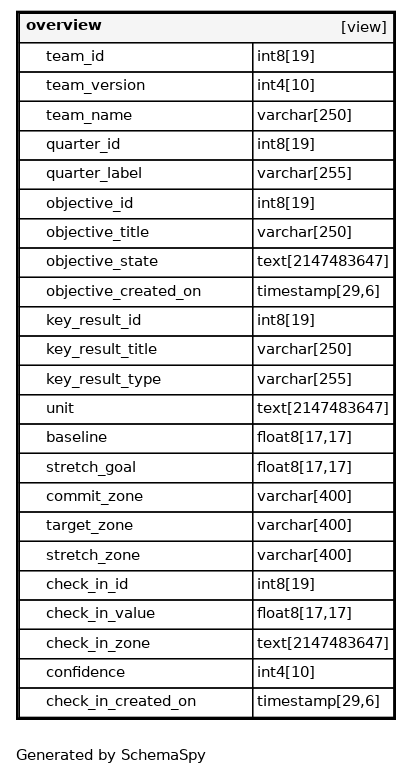 overview [view]
team_id int8[19]
team_version int4[10]
team_name varchar[250]
quarter_id int8[19]
quarter_label varchar[255]
objective_id int8[19]
objective_title varchar[250]
objective_state text[2147483647]
objective_created_on timestamp[29,6]
key_result_id int8[19]
key_result_title varchar[250]
key_result_type varchar[255]
unit text[2147483647]
baseline float8[17,17]
stretch_goal float8[17,17]
commit_zone varchar[400]
target_zone varchar[400]
stretch_zone varchar[400]
check_in_id int8[19]
check_in_value float8[17,17]
check_in_zone text[2147483647]
confidence int4[10]
check_in_created_on timestamp[29,6]
Generated by SchemaSpy